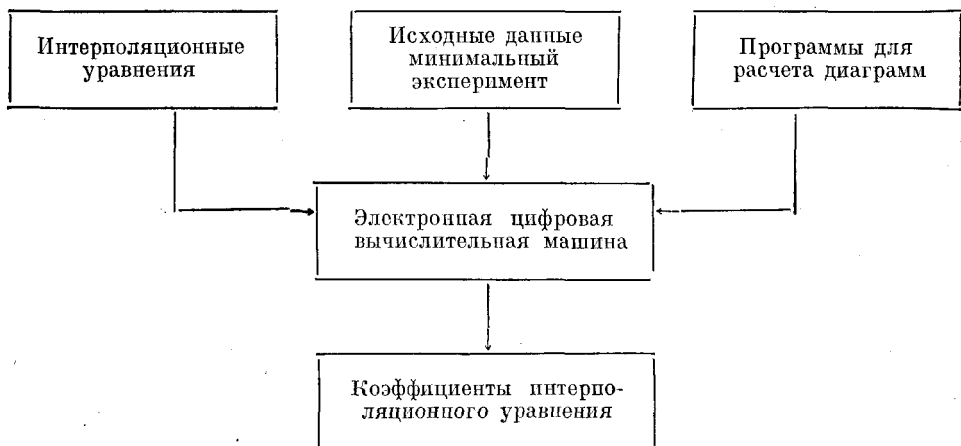 Интерполяционные
уравнения
Исходные данные
минимальный
эксперимент
Программы для
расчета диаграмм
Электронная цифровая
вычислительная машина
Коэффициенты интерпо-
ляционного уравнения